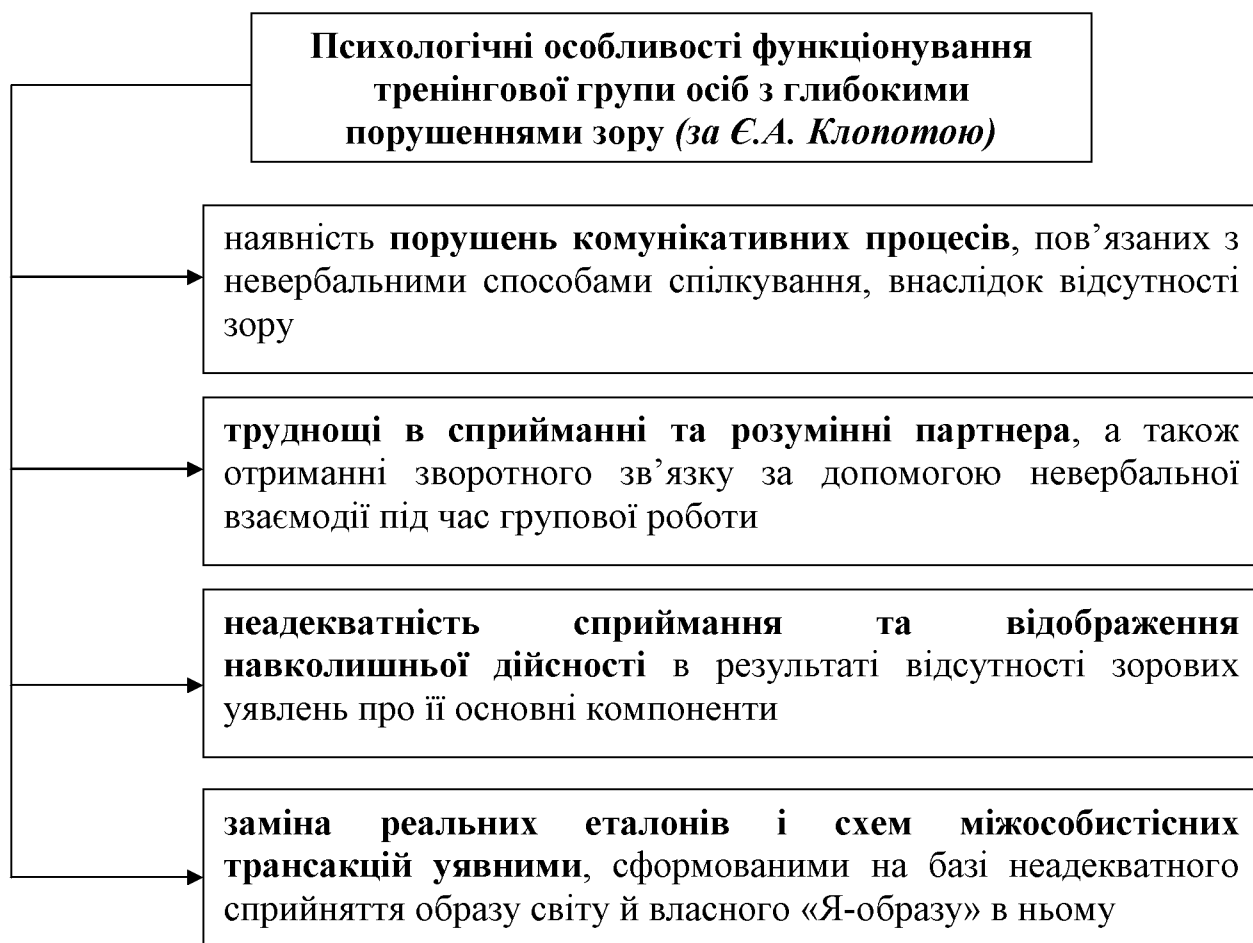 Психологічні особливості функціонування
тренінгової групи осіб з глибокими
порушеннями зору (за Є.А. Клопотою)
наявність порушень комунікативних процесів, пов’язаних з
невербальними способами спілкування, внаслідок відсутності
зору
труднощі в сприйманні та розумінні партнера, а також
отриманні зворотного зв’язку за допомогою невербальної
взаємодії під час групової роботи
неадекватність сприймання та відображення
навколишньої дійсності в результаті відсутності зорових
уявлень про її основні компоненти
заміна реальних еталонів і схем міжособистісних
трансакцій уявними, сформованими на базі неадекватного
сприйняття образу світу й власного «Я-образу» в ньому